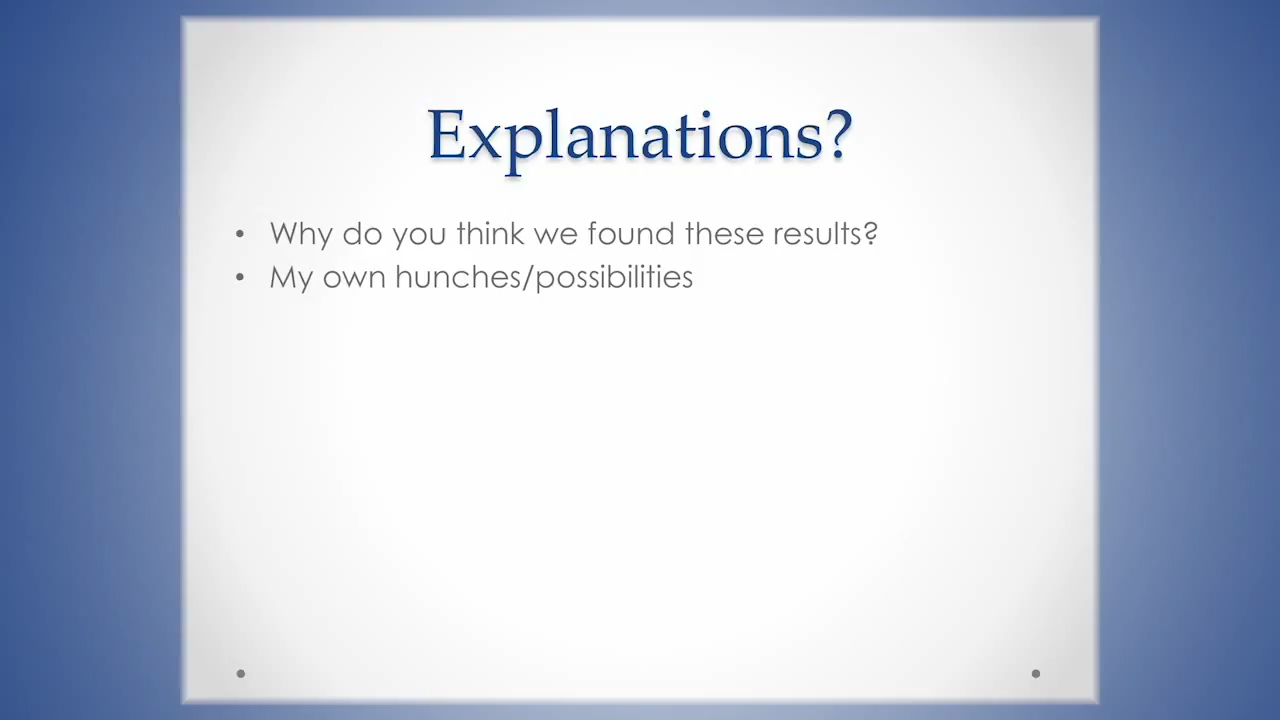 Explanations?
• Why do you think we found these results?
• My own hunches/possibilities